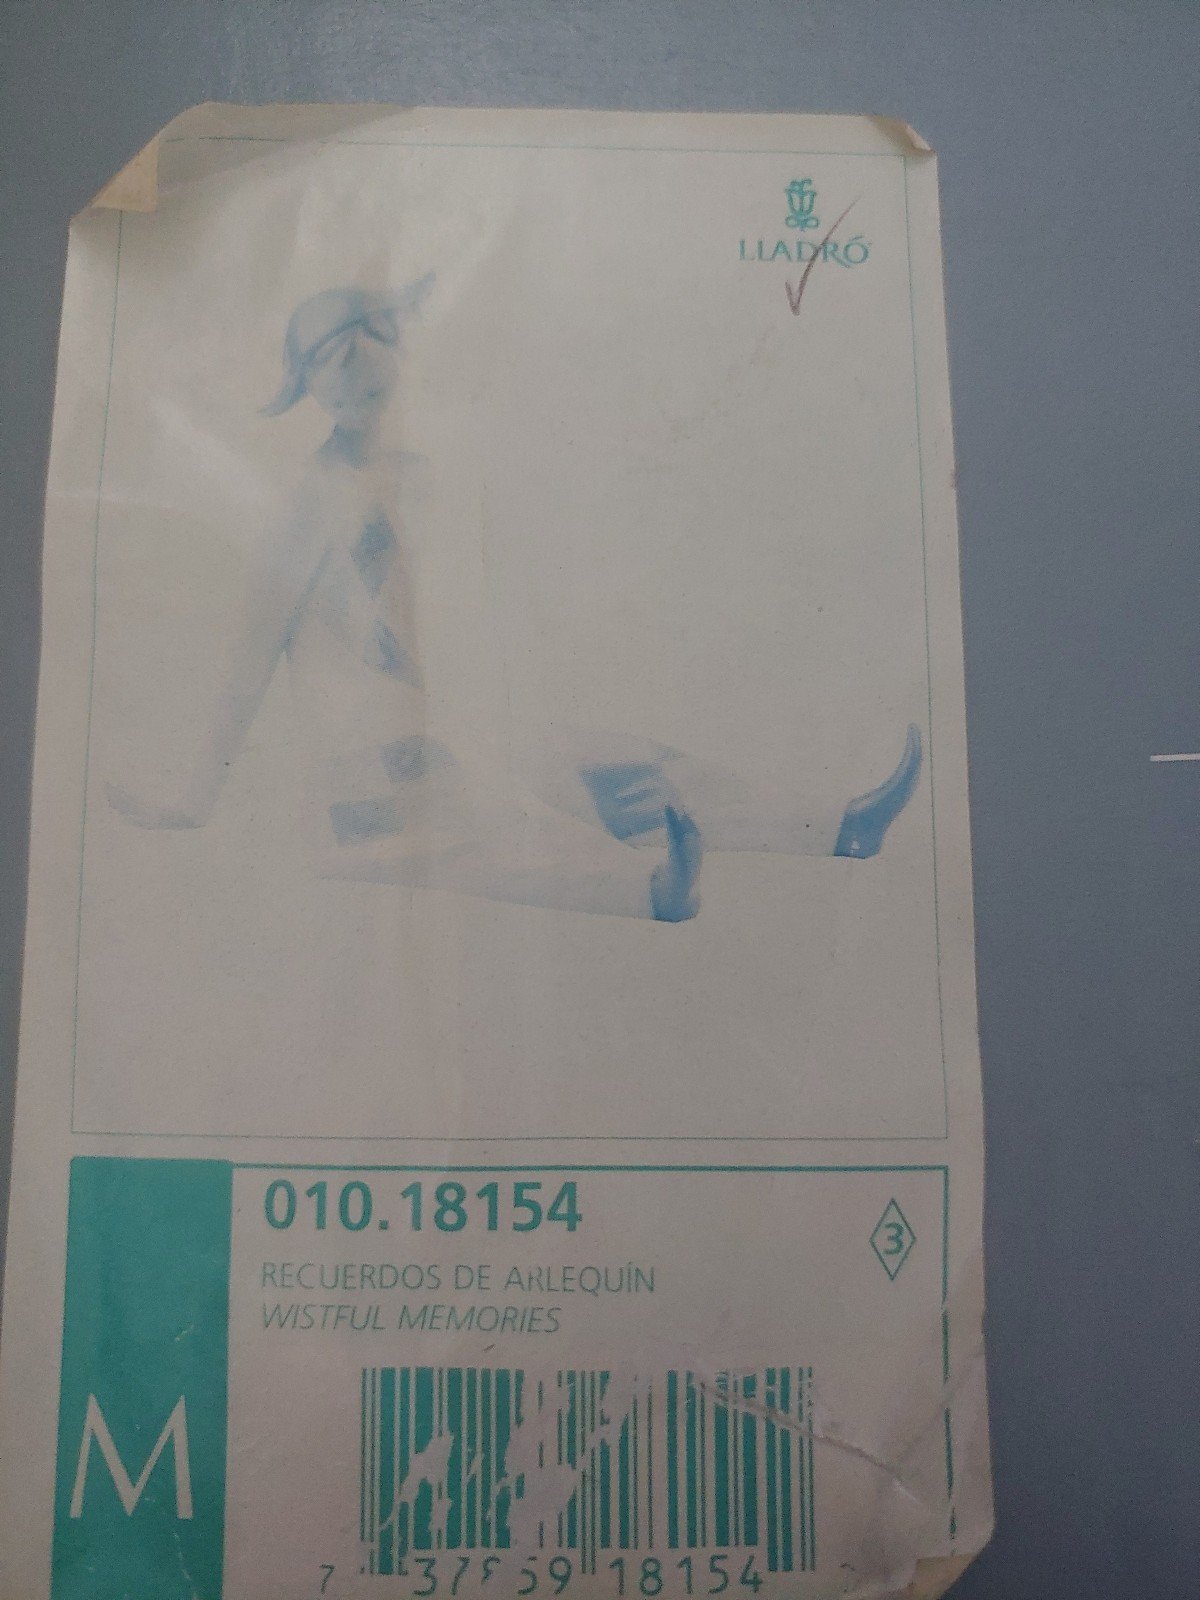 LLADRÓ
010.18154
3
RECUERDOS DE ARLEQUÍN
WISTFUL MEMORIES
M
18154